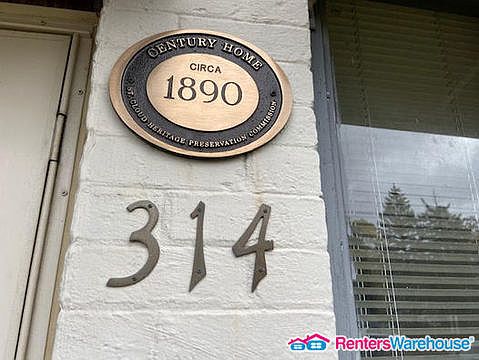 CENTURY HOME
CIRCA
1890
ST. CLOUD HERITAGE PRESERVATION COMMISSION
314
RENTERSWAREHOUSE